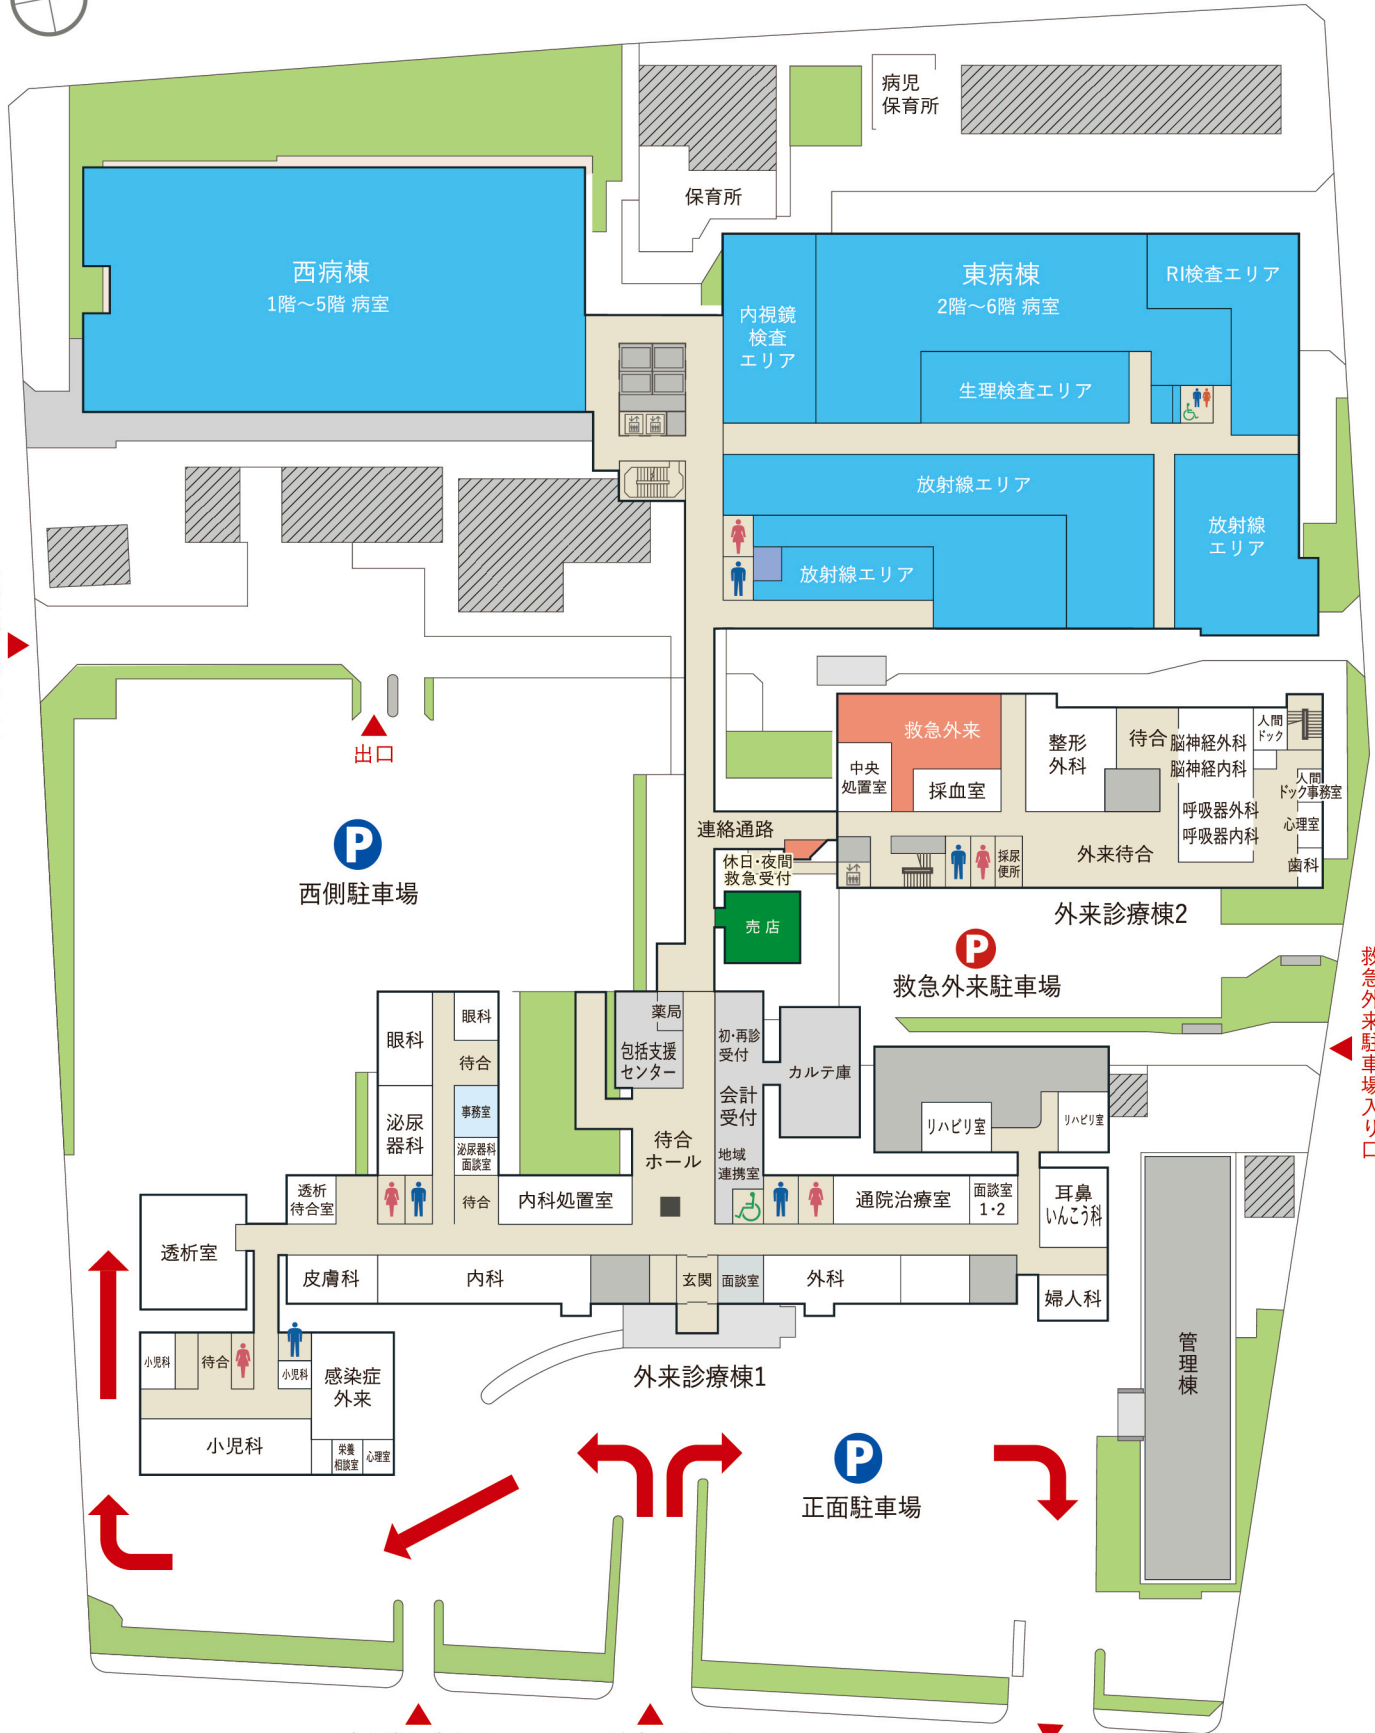 病児
保育所
保育所
西病棟
1階～5階 病室
東病棟
2階～6階 病室
RI検査エリア
内視鏡
検査
エリア
生理検査エリア
放射線エリア
放射線
エリア
放射線エリア
出口
P
西側駐車場
救急外来
中央
処置室
採血室
整形
外科
待合
脳神経外科
脳神経内科
呼吸器外科
呼吸器内科
人間
ドック
人間
ドック事務室
心理室
歯科
連絡通路
休日・夜間
救急受付
採尿
便所
外来待合
売店
外来診療棟2
P
救急外来駐車場
救急外来駐車場入り口
眼科
眼科
待合
泌尿
器科
事務室
泌尿器科
面談室
待合
薬局
包括支援
センター
初・再診
受付
会計
受付
地域
連携室
カルテ庫
待合
ホール
リハビリ室
リハビリ室
透析
待合室
内科処置室
通院治療室
面談室
1・2
耳鼻
いんこう科
透析室
皮膚科
内科
玄関
面談室
外科
婦人科
小児科
待合
小児科
感染症
外来
小児科
栄養
相談室
心理室
外来診療棟1
管理棟
P
正面駐車場